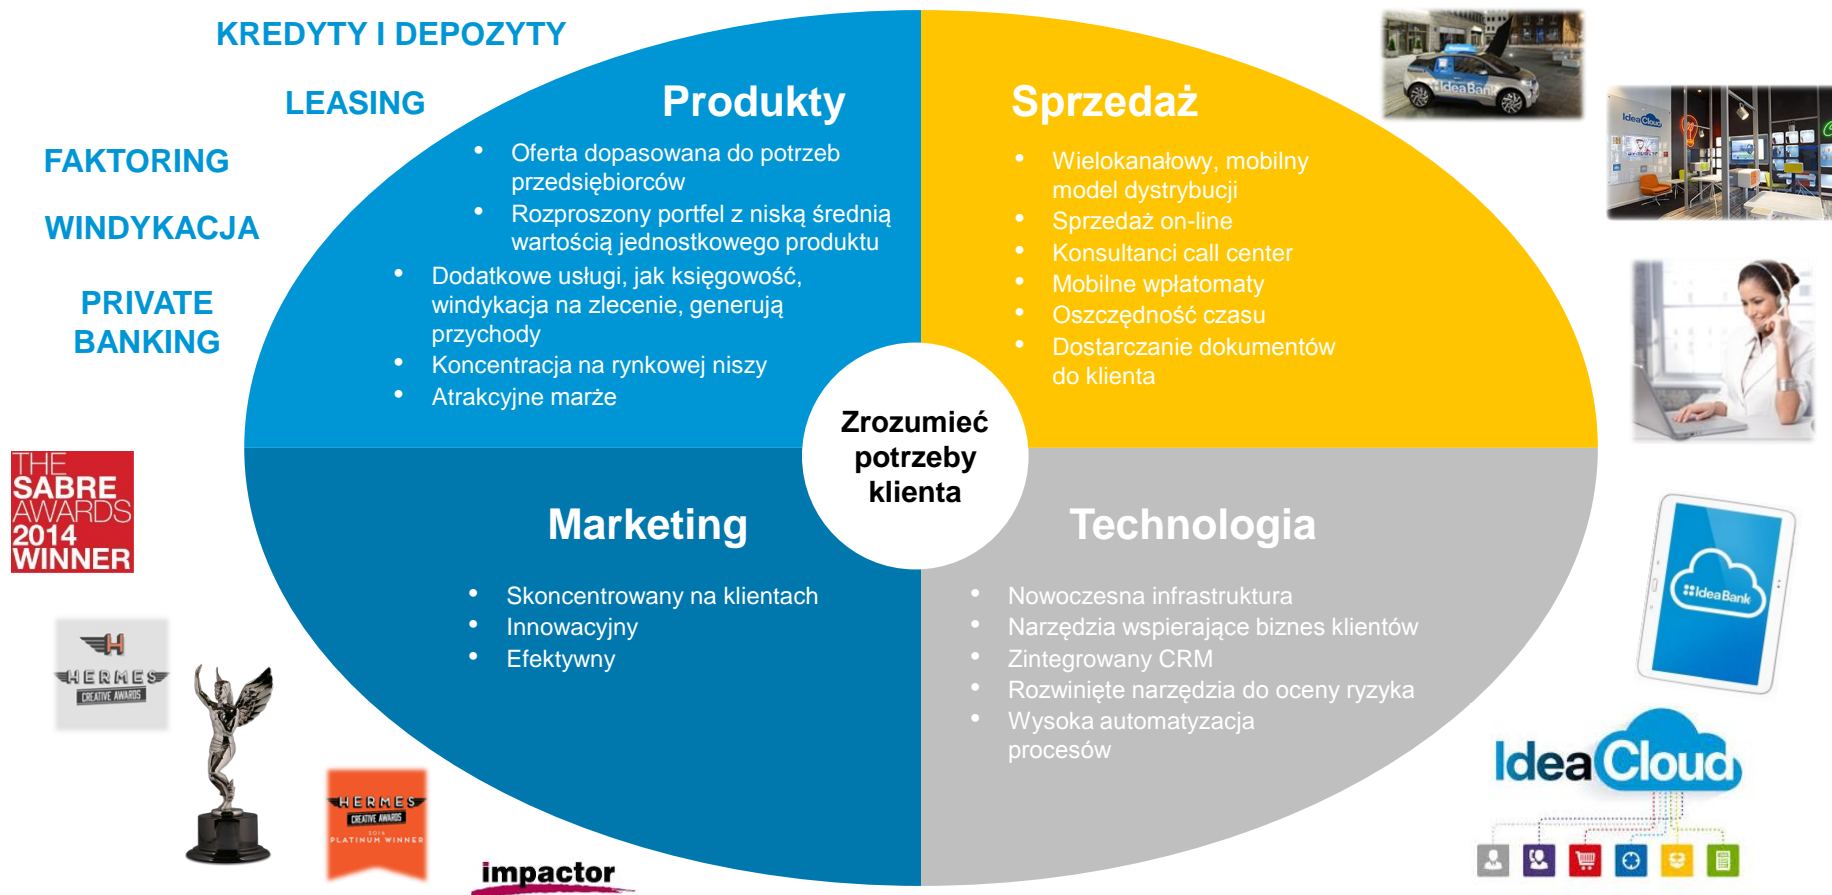 KREDYTY I DEPOZYTY
LEASING
FAKTORING
WINDYKACJA
PRIVATE
BANKING
Produkty
• Oferta dopasowana do potrzeb
przedsiębiorców
• Rozproszony portfel z niską średnią
wartością jednostkowego produktu
• Dodatkowe usługi, jak księgowość,
windykacja na zlecenie, generują
przychody
• Koncentracja na rynkowej niszy
• Atrakcyjne marże
Sprzedaż
• Wielokanałowy, mobilny
model dystrybucji
• Sprzedaż on-line
• Konsultanci call center
• Mobilne wpłatomaty
• Oszczędność czasu
• Dostarczanie dokumentów
do klienta
IdeaBank
IdeaCloud
Zrozumieć
potrzeby
klienta
Marketing
• Skoncentrowany na klientach
• Innowacyjny
• Efektywny
Technologia
• Nowoczesna infrastruktura
• Narzędzia wspierające biznes klientów
• Zintegrowany CRM
• Rozwinięte narzędzia do oceny ryzyka
• Wysoka automatyzacja
procesów
THE
SABRE
AWARDS
2014
WINNER
H
HERMES
CREATIVE AWARDS
HERMES
CREATIVE AWARDS
2014
PLATINUM WINNER
impactor
IdeaBank
IdeaCloud